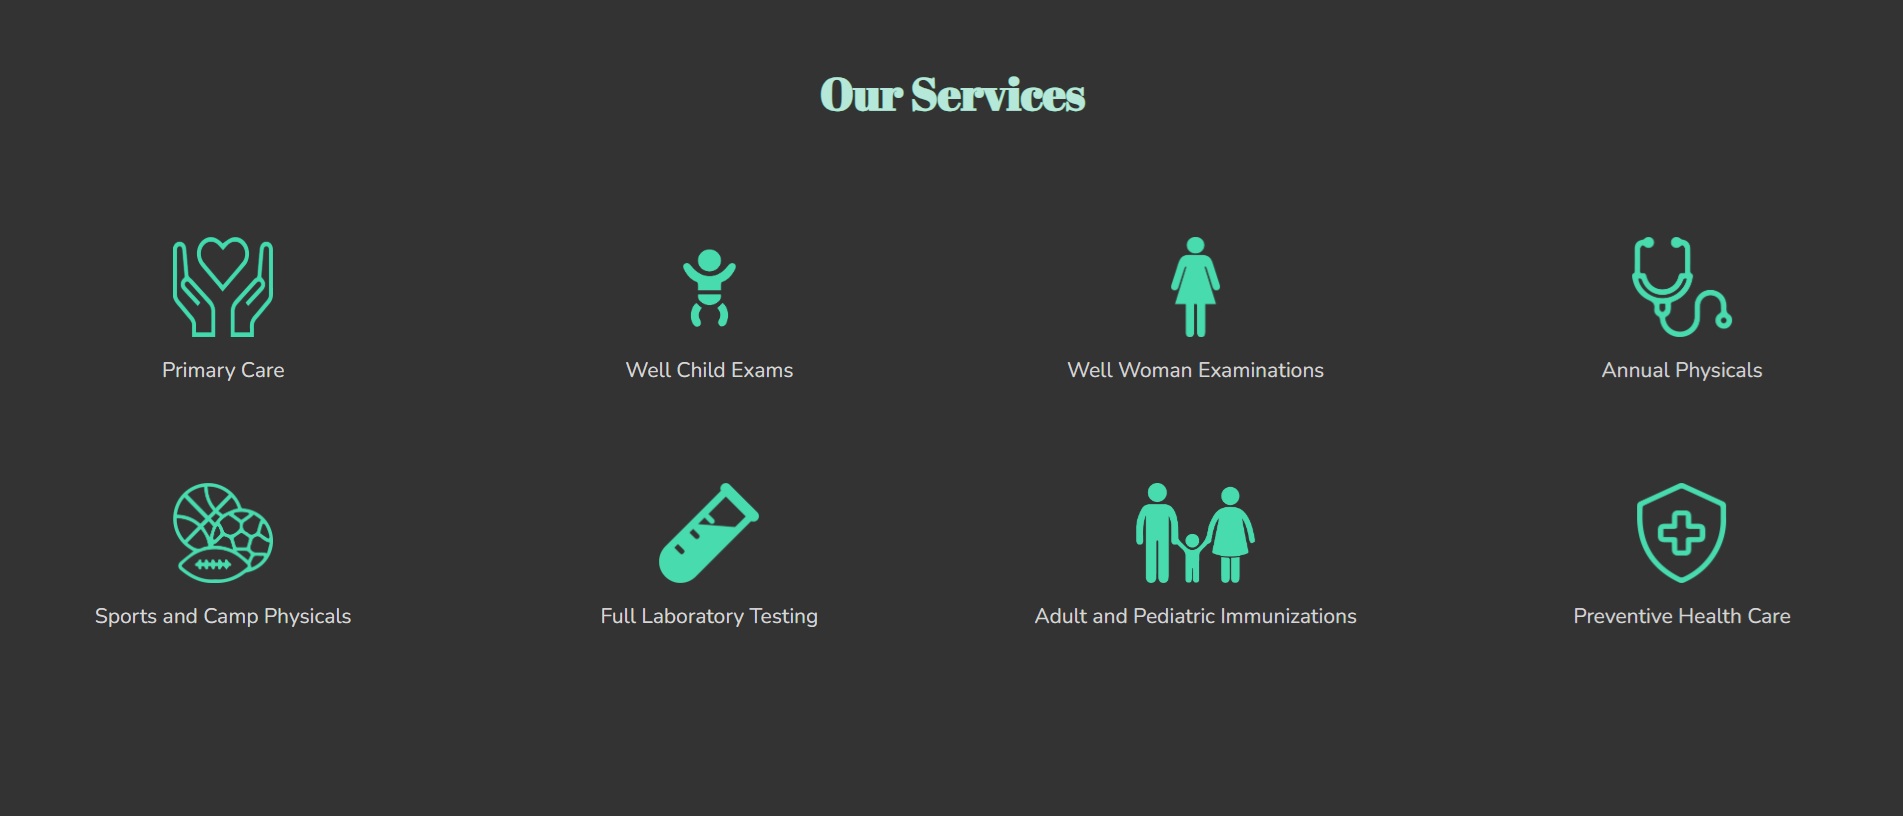 Our Services
Primary Care
Well Child Exams
Well Woman Examinations
Annual Physicals
Sports and Camp Physicals
Full Laboratory Testing
Adult and Pediatric Immunizations
Preventive Health Care